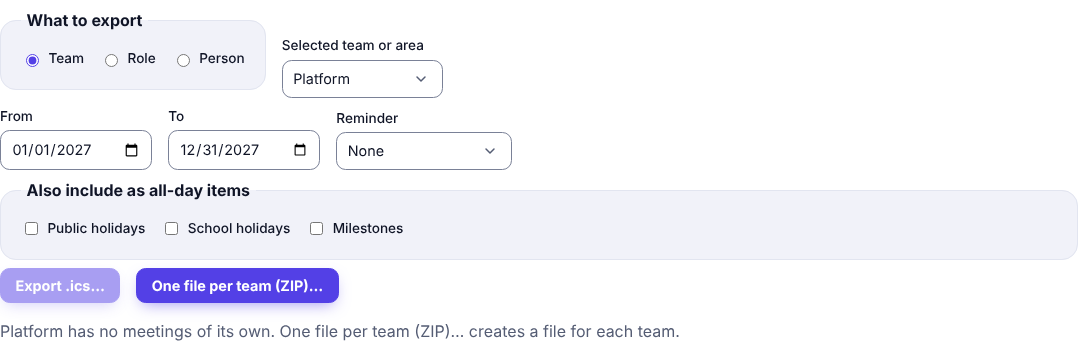 What to export
Team Role Person
Selected team or area
Platform
From To Reminder
01/01/2027 12/31/2027 None
Also include as all-day items
Public holidays School holidays Milestones
Export .ics... One file per team (ZIP)...
Platform has no meetings of its own. One file per team (ZIP)... creates a file for each team.